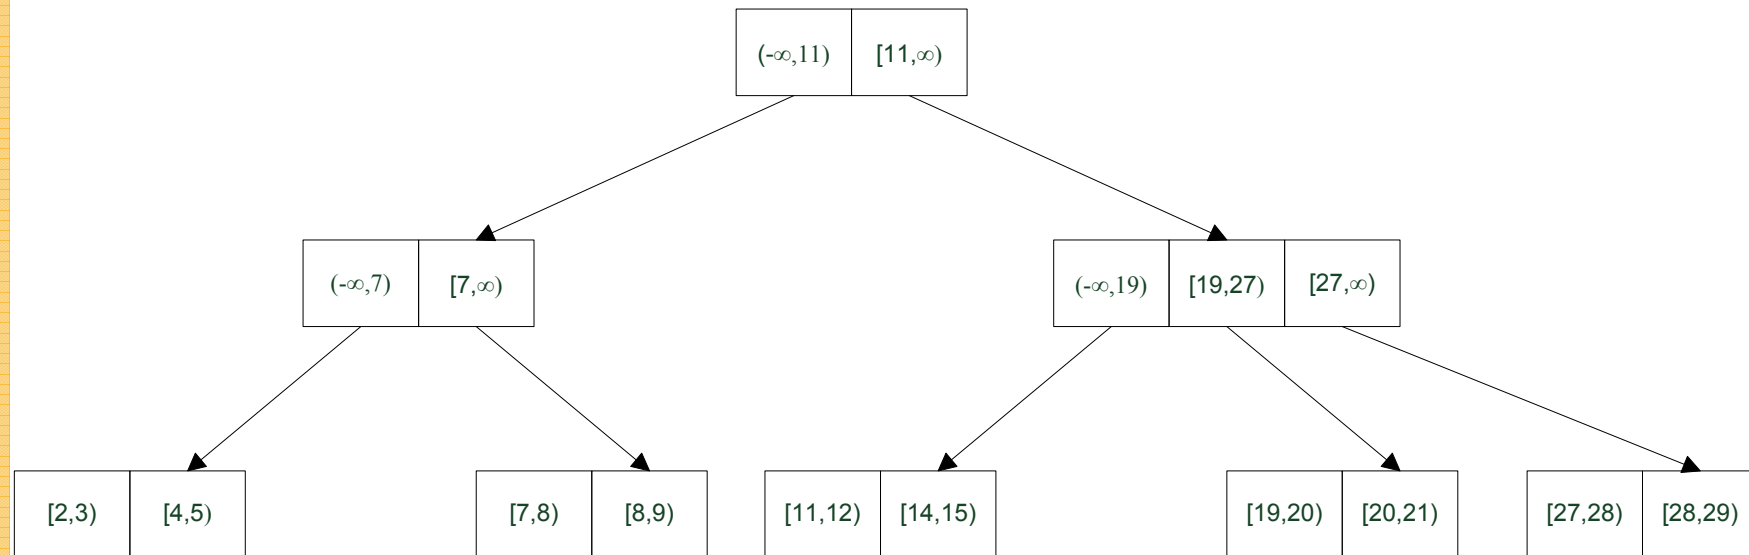 (-∞,11) [11,∞)
(-∞,7) [7,∞) (-∞,19) [19,27) [27,∞)
[2,3) [4,5) [7,8) [8,9) [11,12) [14,15) [19,20) [20,21) [27,28) [28,29)